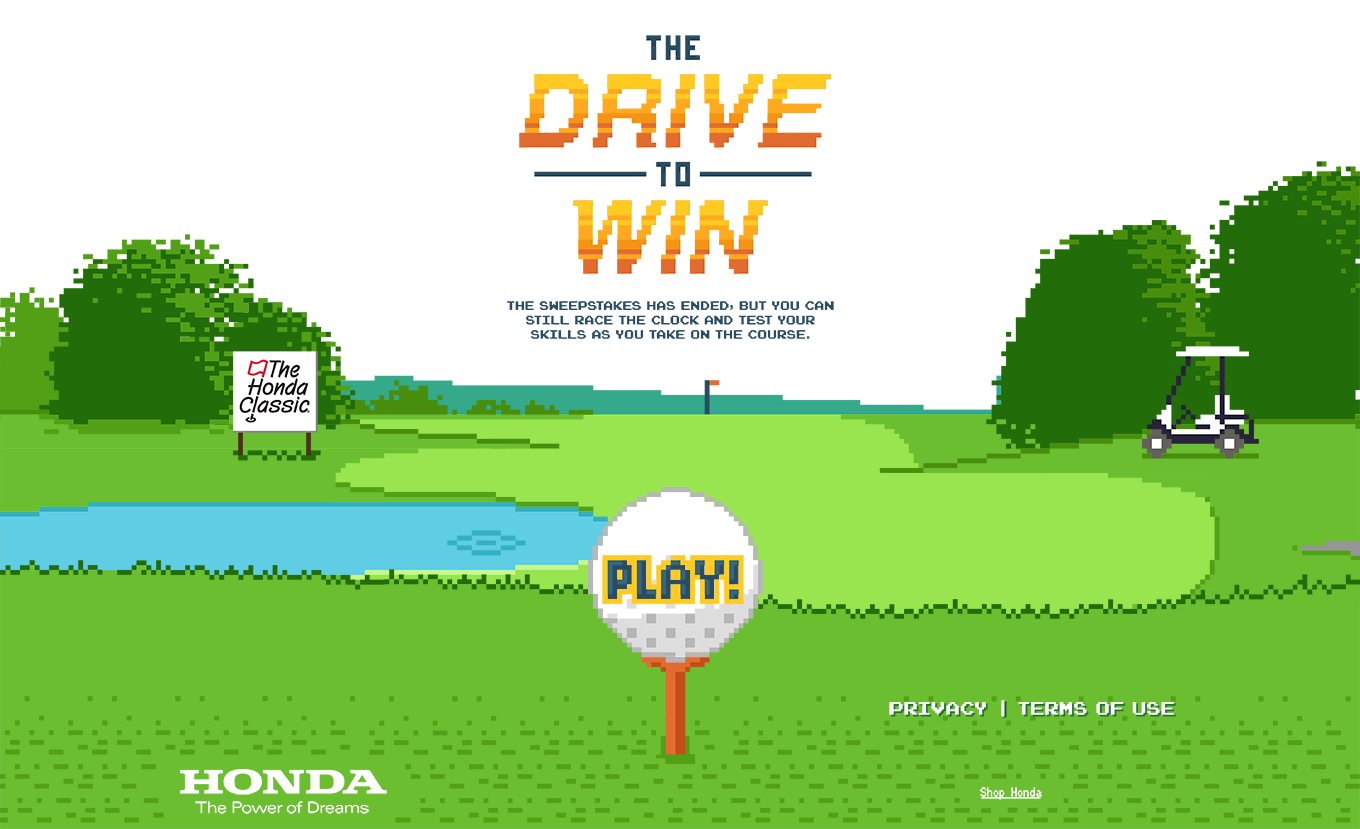 THE
DRIVE
TO
WIN
THE SWEEPSTAKES HAS ENDED, BUT YOU CAN
STILL RACE THE CLOCK AND TEST YOUR
SKILLS AS YOU TAKE ON THE COURSE.
The
Honda
Classic
PLAY!
PRIVACY | TERMS OF USE
HONDA
The Power of Dreams
Shop Honda